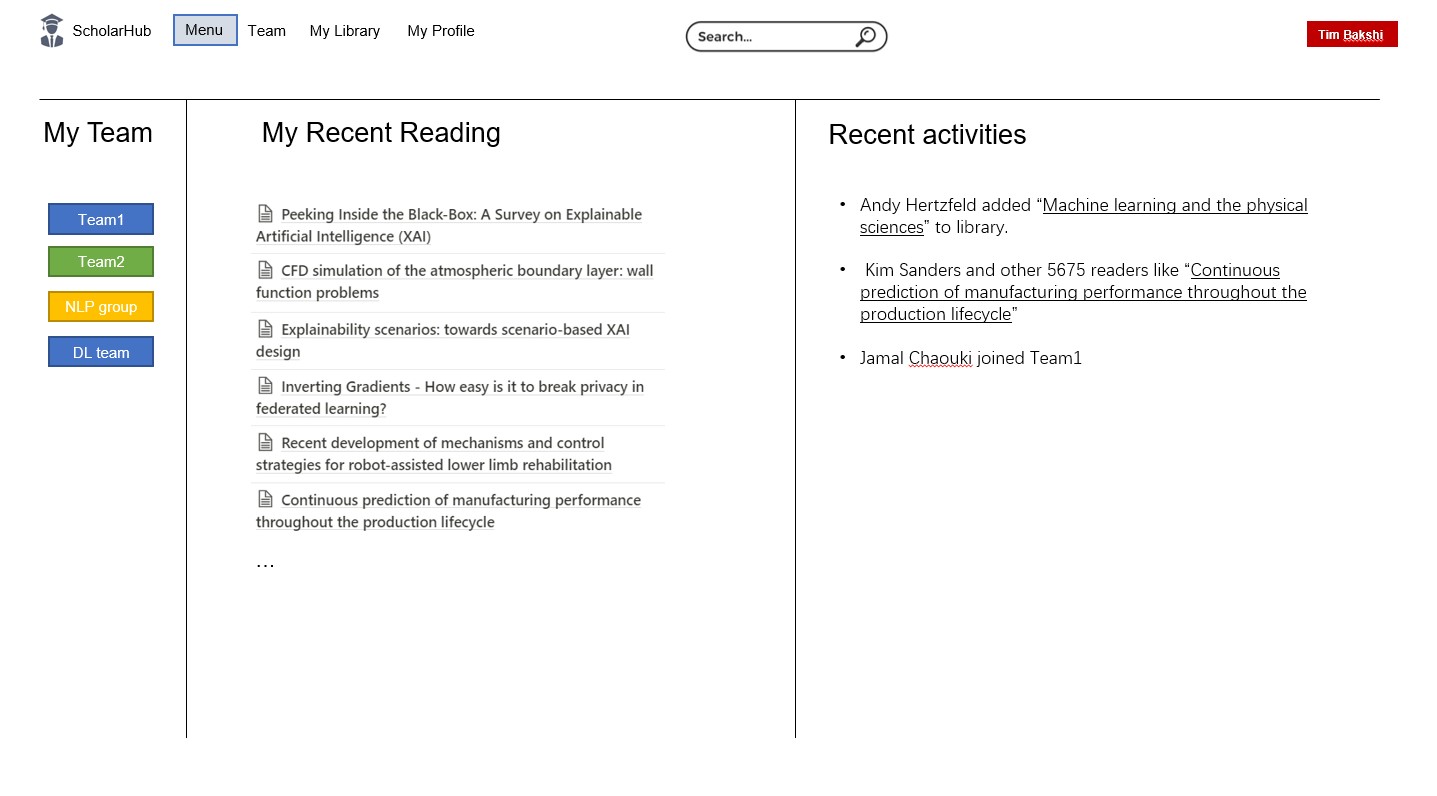 ScholarHub Menu Team My Library My Profile Search... Tim Bakshi
My Team
Team1
Team2
NLP group
DL team
My Recent Reading
Peeking Inside the Black-Box: A Survey on Explainable
Artificial Intelligence (XAI)
CFD simulation of the atmospheric boundary layer: wall
function problems
Explainability scenarios: towards scenario-based XAI
design
Inverting Gradients - How easy is it to break privacy in
federated learning?
Recent development of mechanisms and control
strategies for robot-assisted lower limb rehabilitation
Continuous prediction of manufacturing performance
throughout the production lifecycle
...
Recent activities
• Andy Hertzfeld added “Machine learning and the physical
sciences” to library.
• Kim Sanders and other 5675 readers like “Continuous
prediction of manufacturing performance throughout the
production lifecycle”
• Jamal Chaouki joined Team1